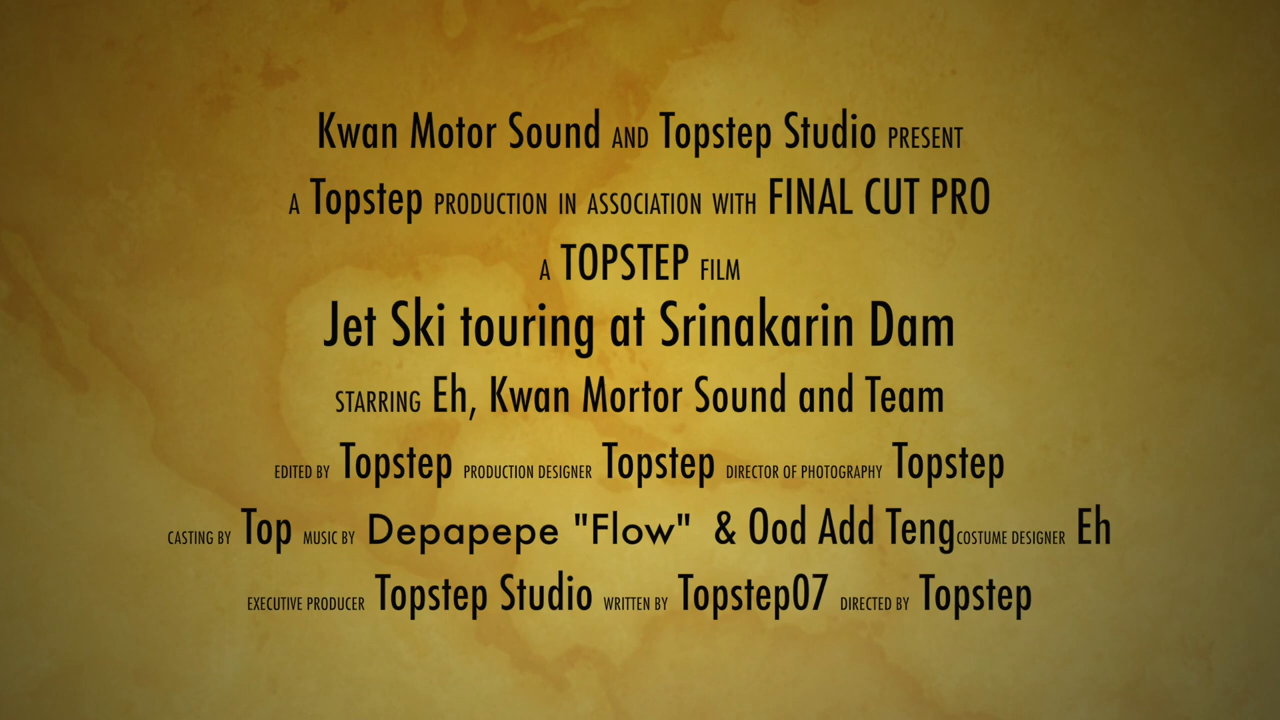 Kwan Motor Sound AND Topstep Studio PRESENT
A Topstep PRODUCTION IN ASSOCIATION WITH FINAL CUT PRO
A TOPSTEP FILM
Jet Ski touring at Srinakarin Dam
STARRING Eh, Kwan Mortor Sound and Team
EDITED BY Topstep PRODUCTION DESIGNER Topstep DIRECTOR OF PHOTOGRAPHY Topstep
CASTING BY Top MUSIC BY Depapepe "Flow" & Ood Add Teng COSTUME DESIGNER Eh
EXECUTIVE PRODUCER Topstep Studio WRITTEN BY Topstep07 DIRECTED BY Topstep